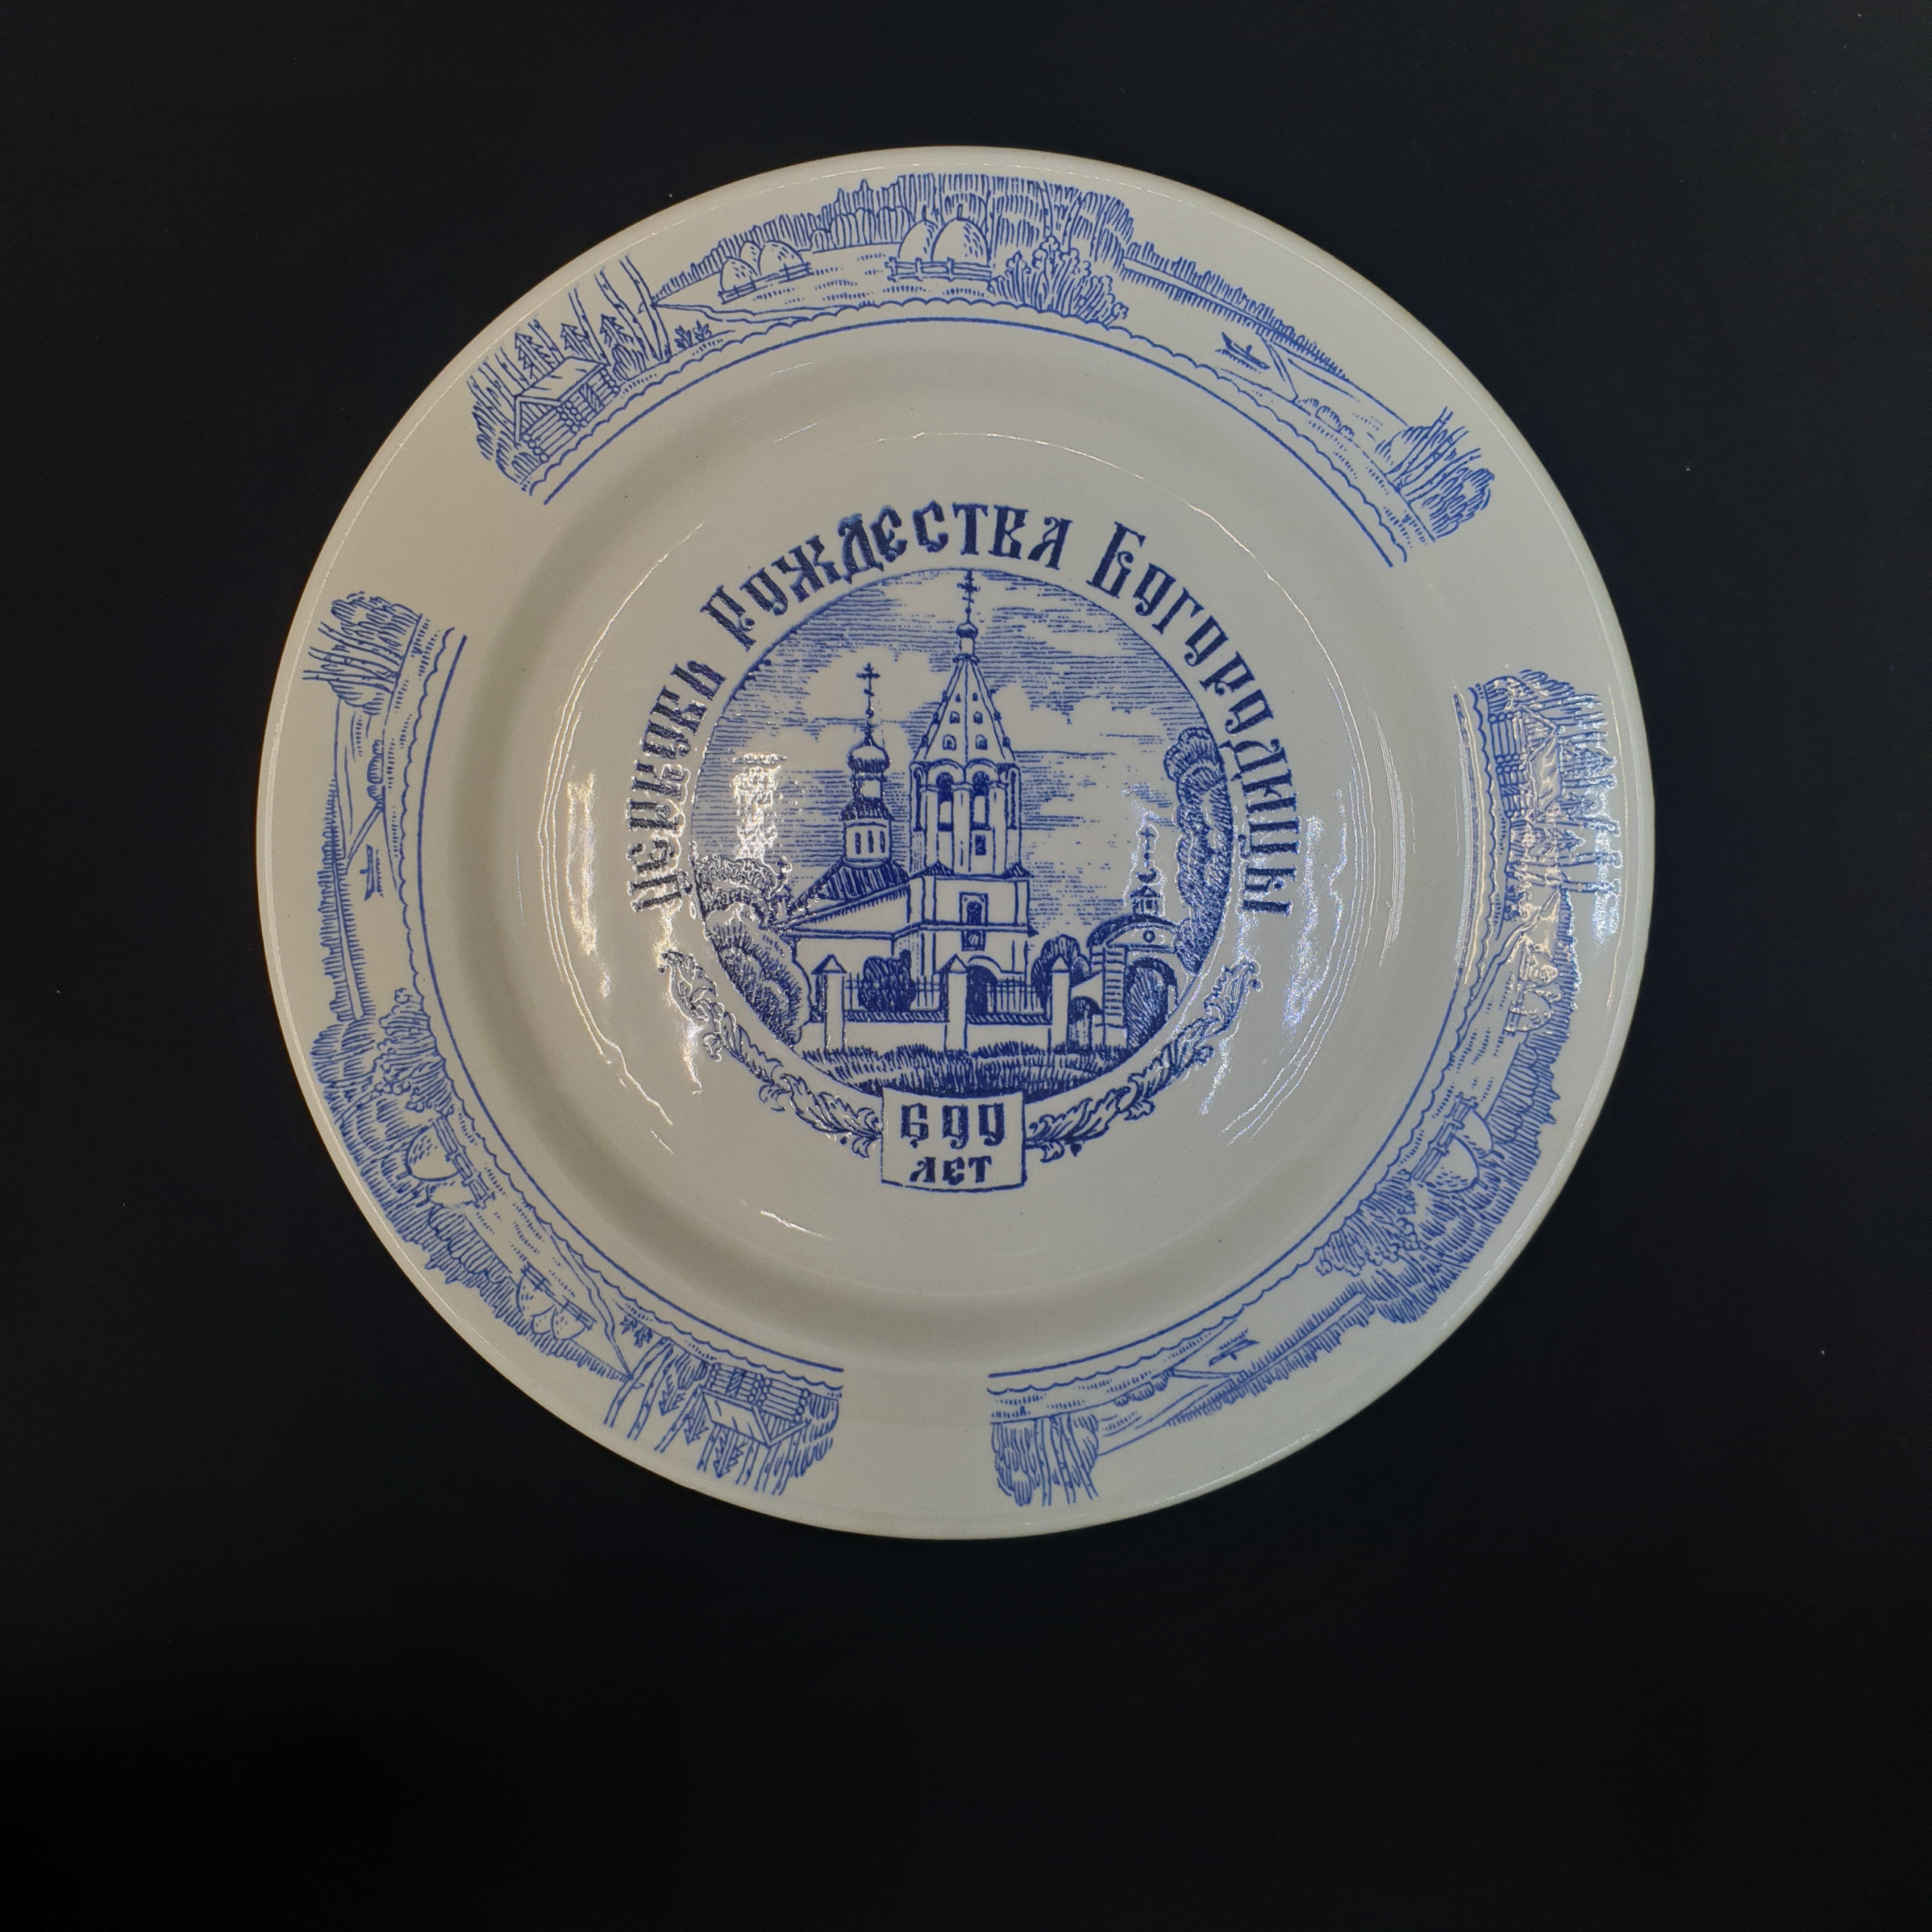 Церковь Рождества Богородицы
600
лет